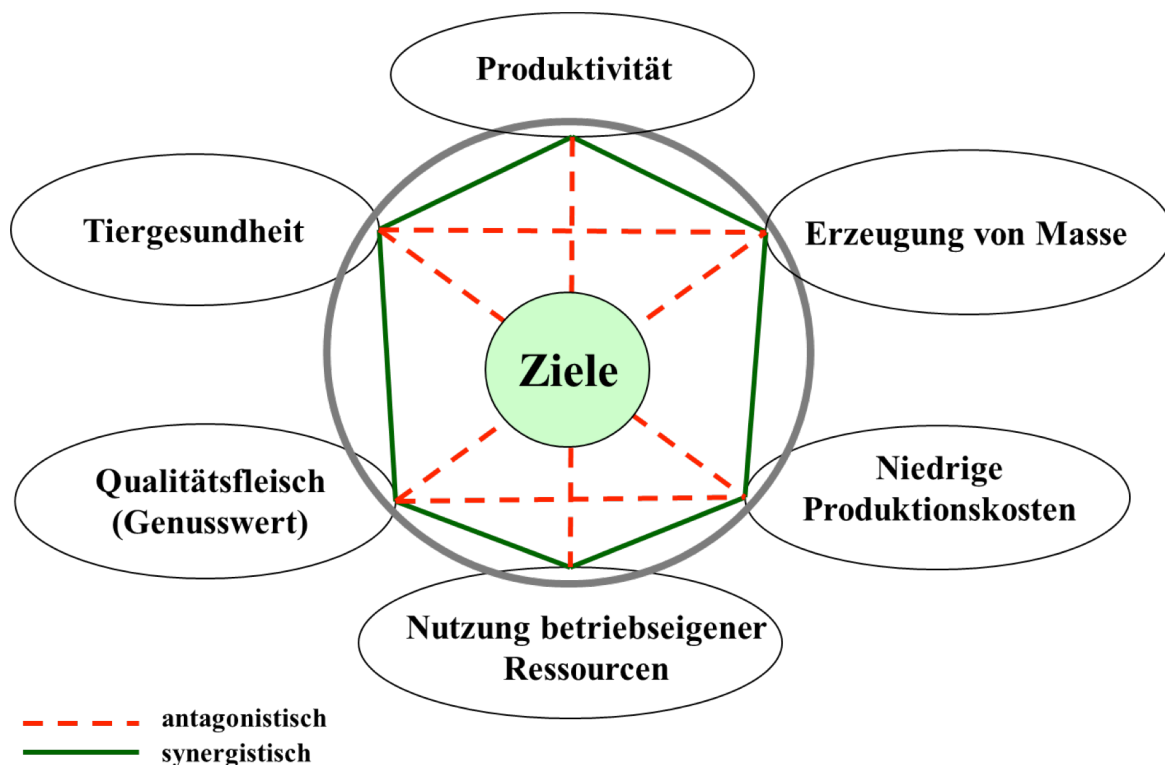 Produktivität
Tiergesundheit
Erzeugung von Masse
Ziele
Qualitätsfleisch
(Genusswert)
Niedrige
Produktionskosten
Nutzung betriebseigener
Ressourcen
antagonistisch
synergistisch